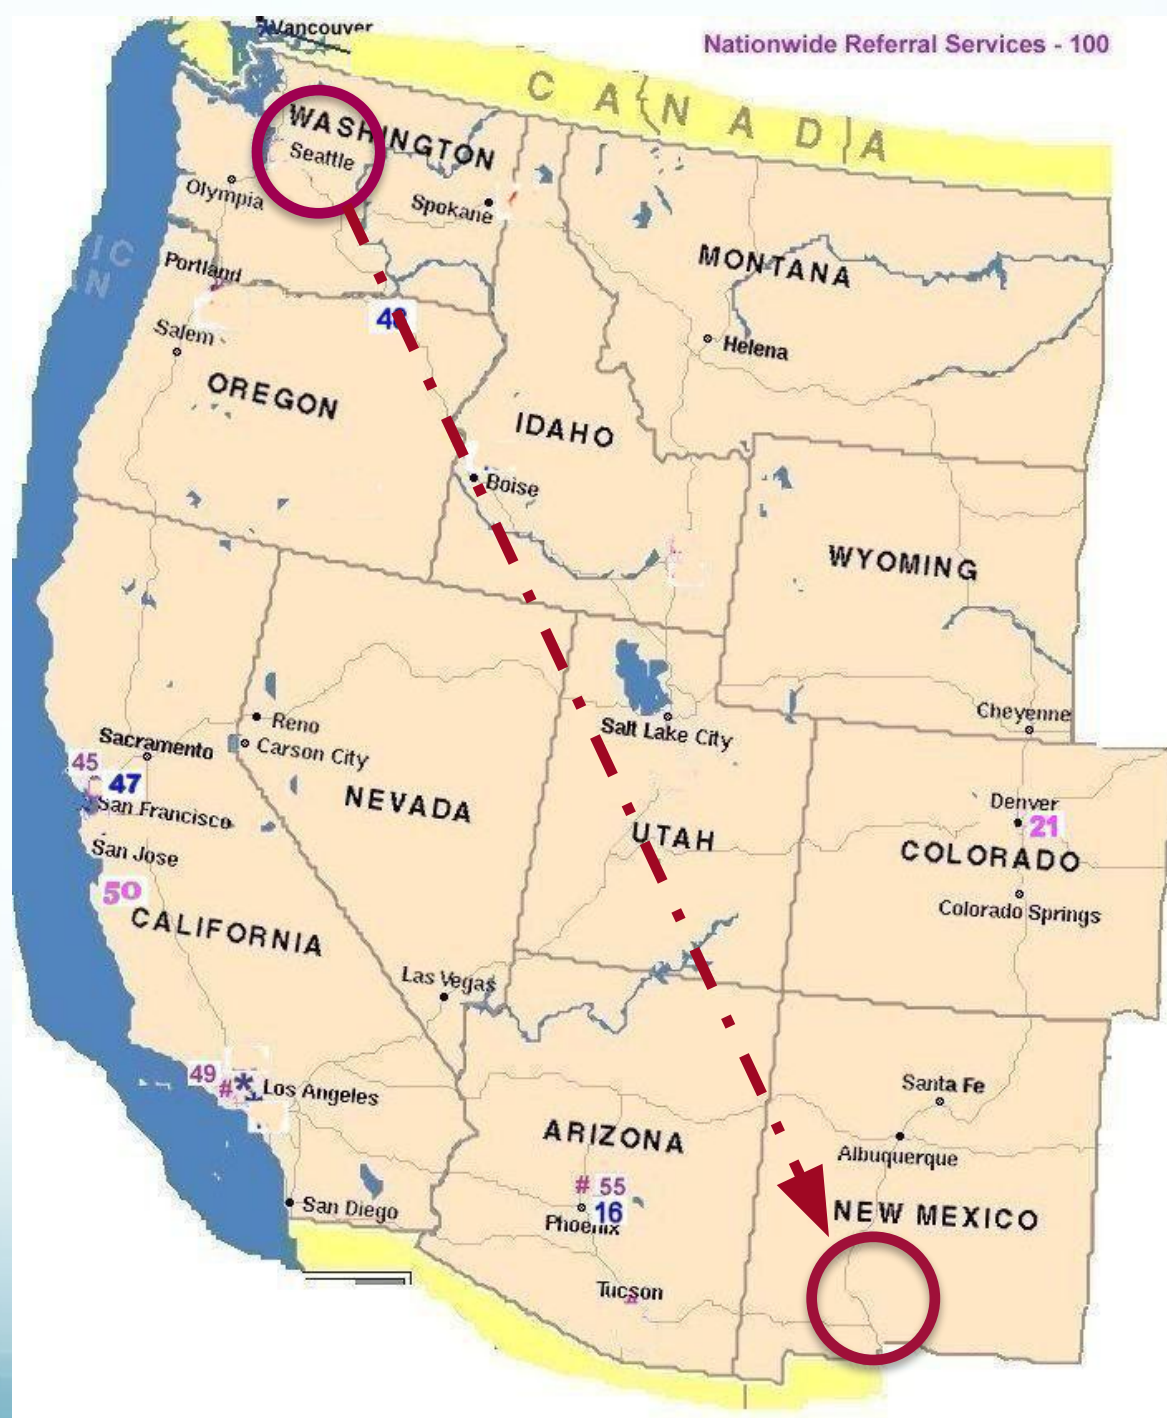 Vancouver
Nationwide Referral Services - 100
CANADA
WASHINGTON
Seattle
Olympia
Spokane
Portland
MONTANA
Salem
Helena
OREGON
IDAHO
Boise
WYOMING
Reno
Salt Lake City
Cheyenne
Sacramento
Carson City
45
47
San Francisco
NEVADA
UTAH
Denver
21
COLORADO
San Jose
50
Colorado Springs
CALIFORNIA
Las Vegas
49
#
*
Los Angeles
Santa Fe
ARIZONA
Albuquerque
# 55
16
San Diego
Phoenix
NEW MEXICO
Tucson